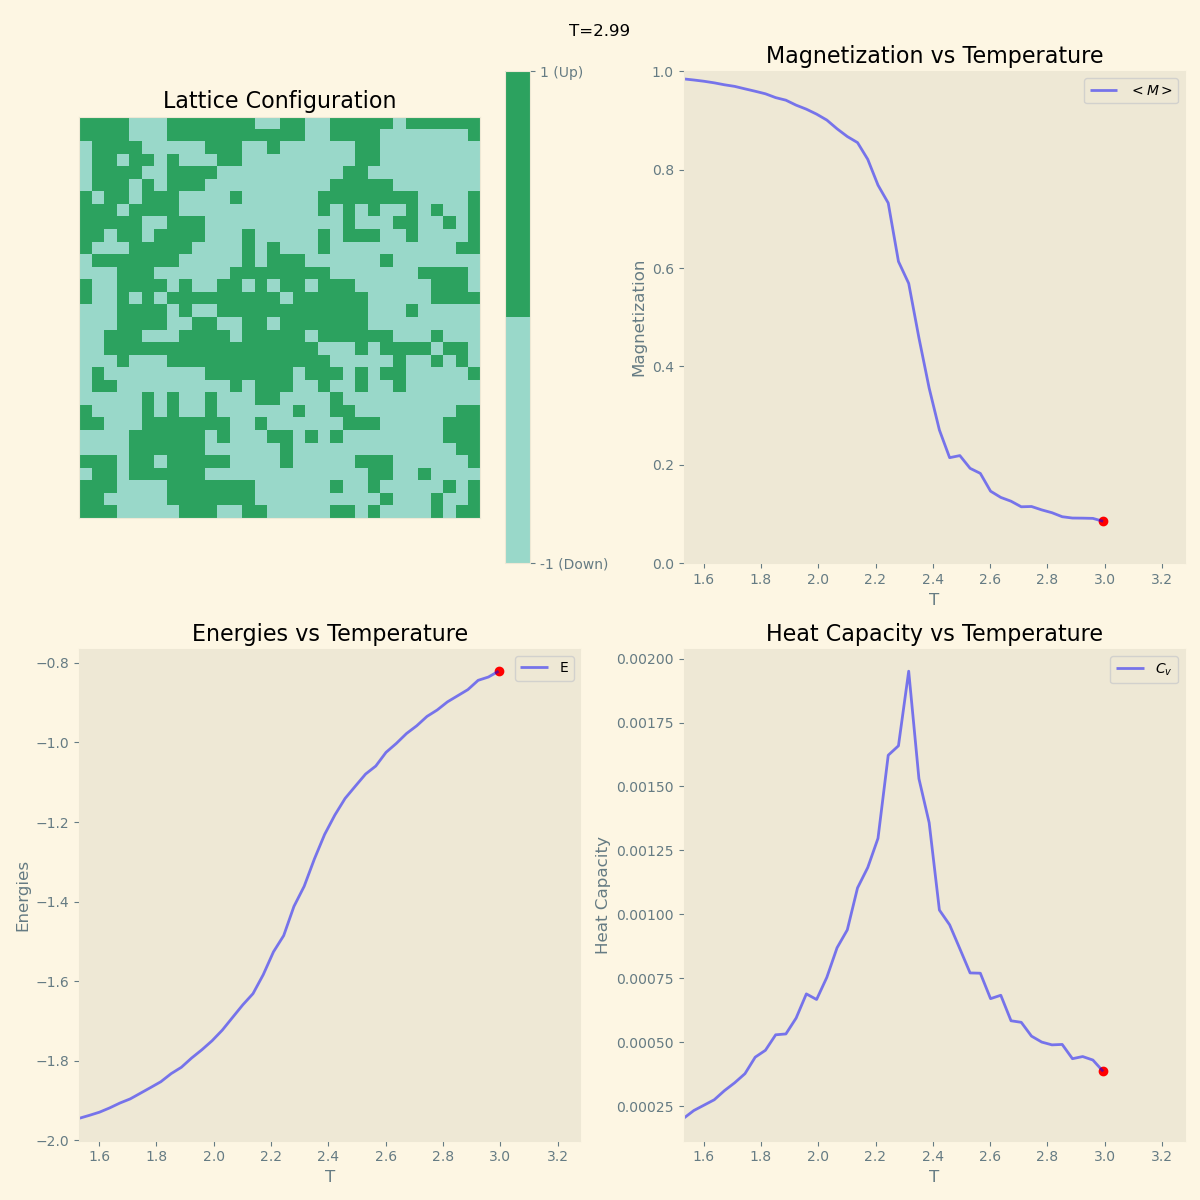 T=2.99
Lattice Configuration
1 (Up)
-1 (Down)
Magnetization vs Temperature
<M>
Magnetization
1.0
0.8
0.6
0.4
0.2
0.0
1.6 1.8 2.0 2.2 2.4 2.6 2.8 3.0 3.2
T
Energies vs Temperature
E
Energies
−0.8
−1.0
−1.2
−1.4
−1.6
−1.8
−2.0
1.6 1.8 2.0 2.2 2.4 2.6 2.8 3.0 3.2
T
Heat Capacity vs Temperature
Cv
Heat Capacity
0.00200
0.00175
0.00150
0.00125
0.00100
0.00075
0.00050
0.00025
1.6 1.8 2.0 2.2 2.4 2.6 2.8 3.0 3.2
T